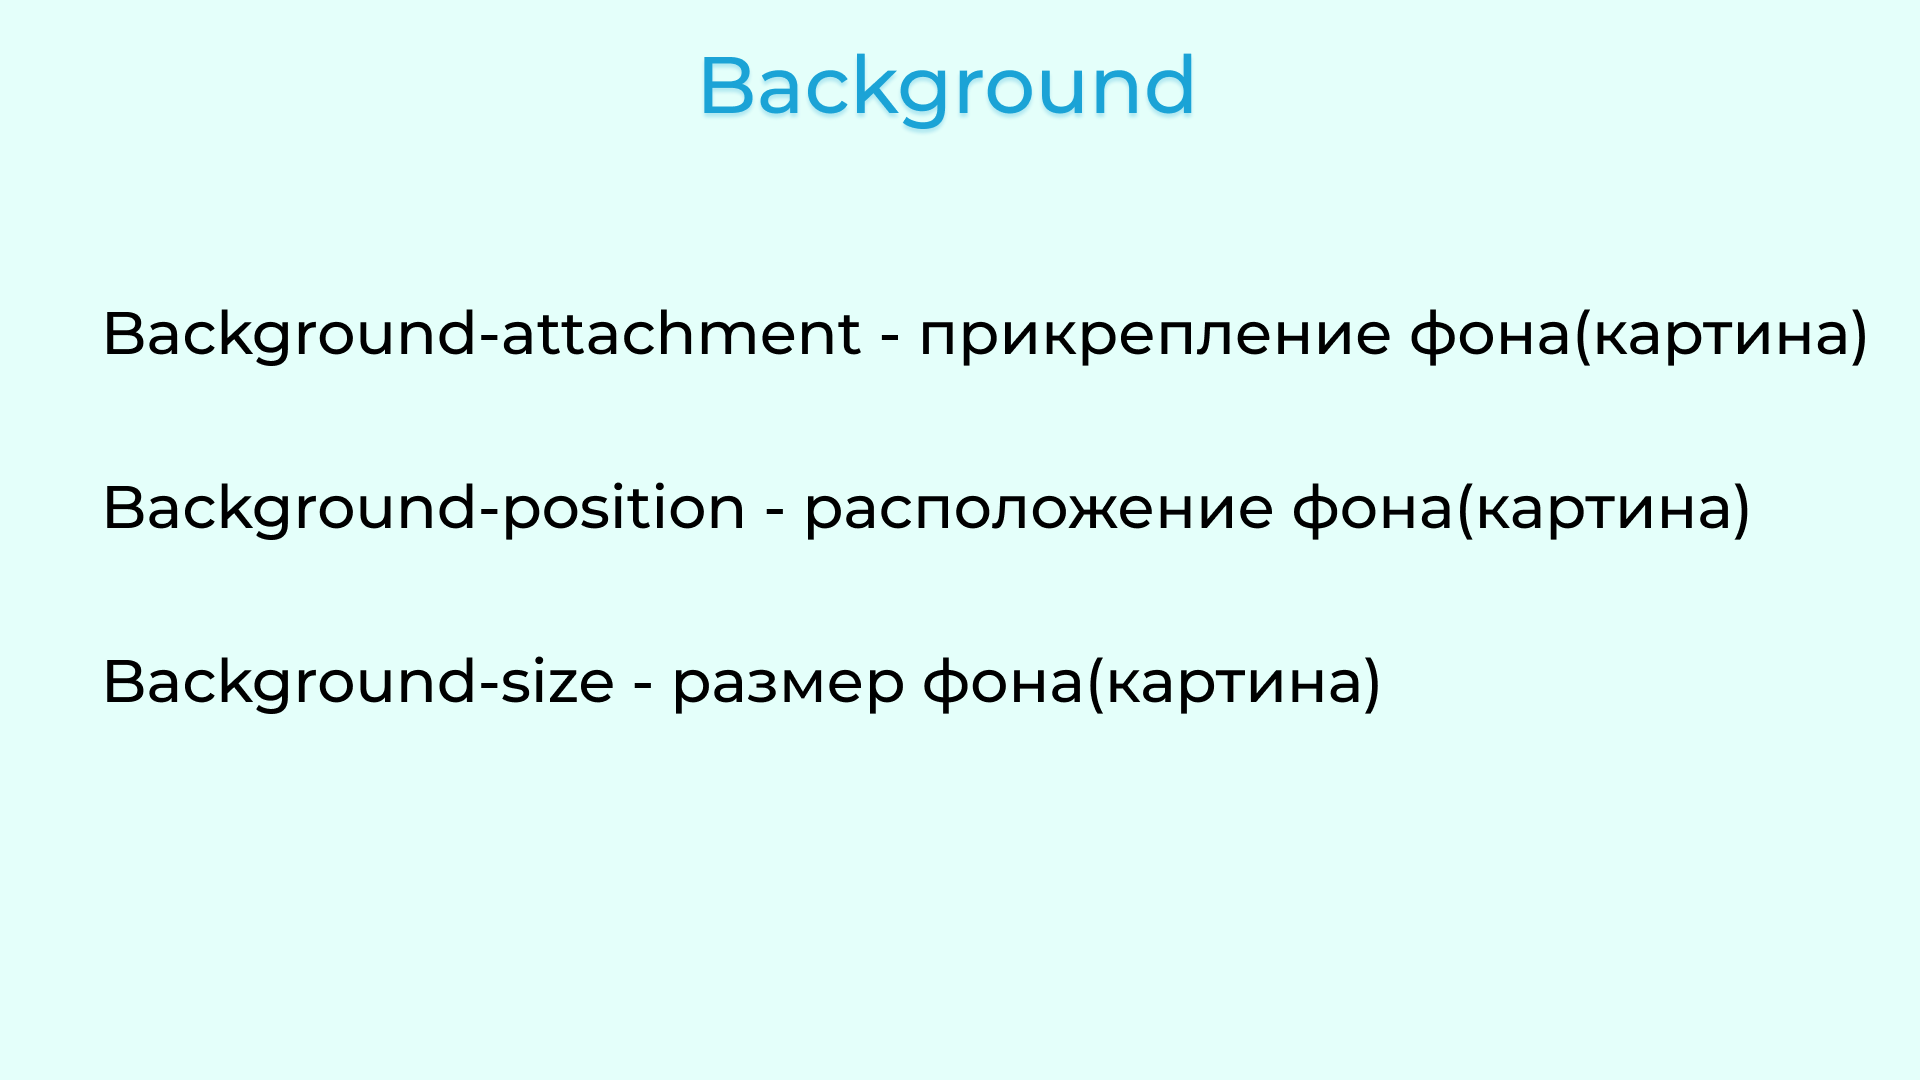 Background
Background-attachment - прикрепление фона(картина)
Background-position - расположение фона(картина)
Background-size - размер фона(картина)